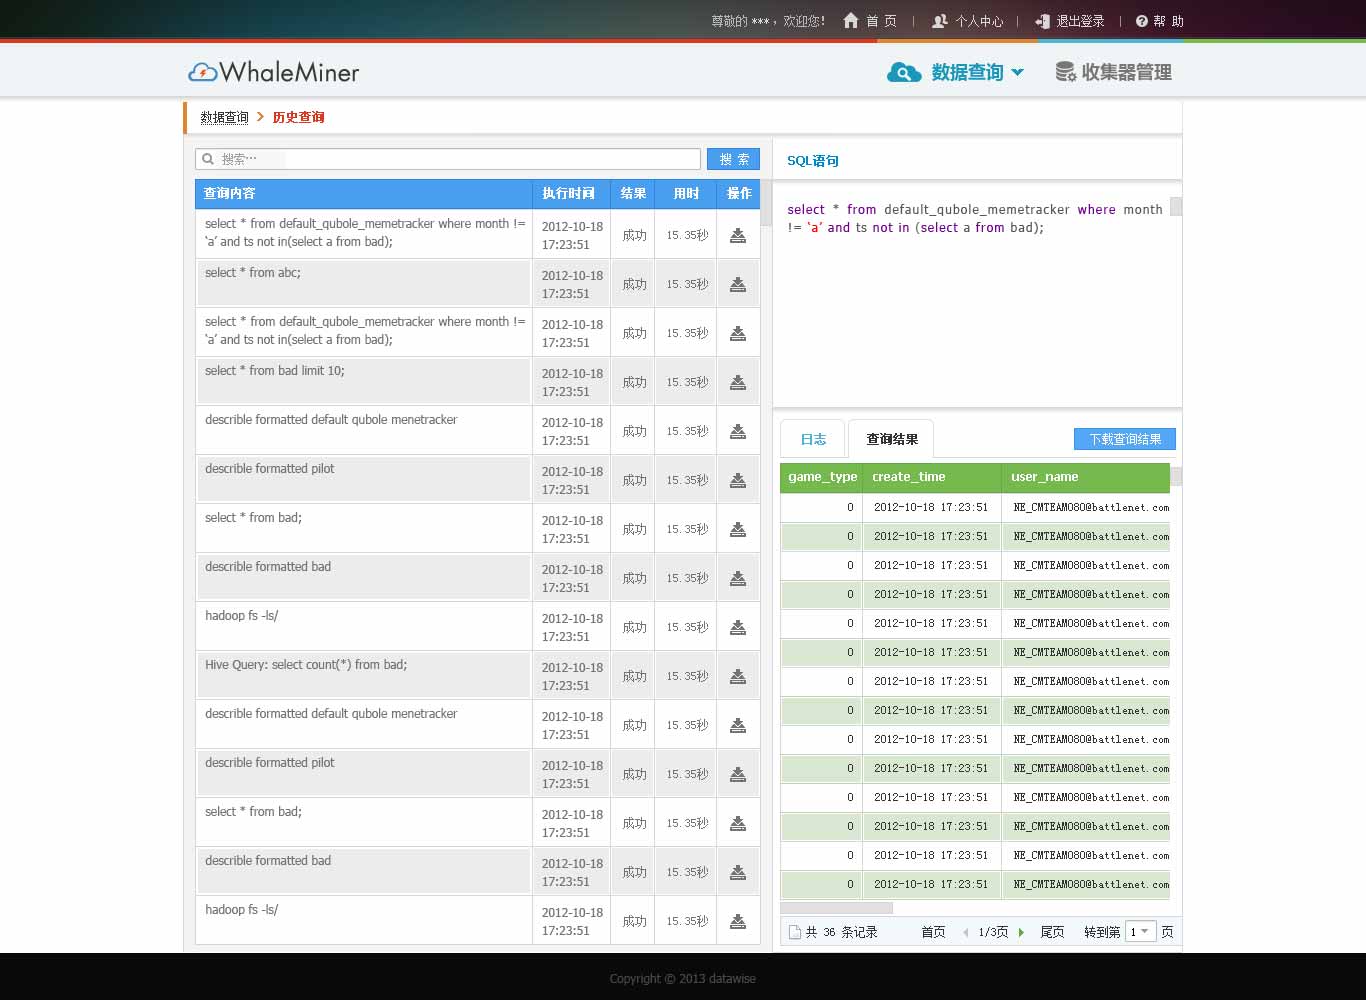 尊敬的 *** ，欢迎您！ 首 页 | 个人中心 | 退出登录 | 帮 助
WhaleMiner 数据查询 收集器管理
数据查询 历史查询
搜索… 搜 索
查询内容 执行时间 结果 用时 操作
select * from default_qubole_memetracker where month !=
‘a’ and ts not in(select a from bad);
2012-10-18
17:23:51
成功 15.35秒
select * from abc;
2012-10-18
17:23:51
成功 15.35秒
select * from default_qubole_memetracker where month !=
‘a’ and ts not in(select a from bad);
2012-10-18
17:23:51
成功 15.35秒
select * from bad limit 10;
2012-10-18
17:23:51
成功 15.35秒
describle formatted default qubole menetracker
2012-10-18
17:23:51
成功 15.35秒
describle formatted pilot
2012-10-18
17:23:51
成功 15.35秒
select * from bad;
2012-10-18
17:23:51
成功 15.35秒
describle formatted bad
2012-10-18
17:23:51
成功 15.35秒
hadoop fs -ls/
2012-10-18
17:23:51
成功 15.35秒
Hive Query: select count(*) from bad;
2012-10-18
17:23:51
成功 15.35秒
describle formatted default qubole menetracker
2012-10-18
17:23:51
成功 15.35秒
describle formatted pilot
2012-10-18
17:23:51
成功 15.35秒
select * from bad;
2012-10-18
17:23:51
成功 15.35秒
describle formatted bad
2012-10-18
17:23:51
成功 15.35秒
hadoop fs -ls/
2012-10-18
17:23:51
成功 15.35秒
SQL语句
select * from default_qubole_memetracker where month
!= ‘a’ and ts not in (select a from bad);
日志 查询结果 下载查询结果
game_type create_time user_name
0 2012-10-18 17:23:51 NE_CMTEAM080@battlenet.com
0 2012-10-18 17:23:51 NE_CMTEAM080@battlenet.com
0 2012-10-18 17:23:51 NE_CMTEAM080@battlenet.com
0 2012-10-18 17:23:51 NE_CMTEAM080@battlenet.com
0 2012-10-18 17:23:51 NE_CMTEAM080@battlenet.com
0 2012-10-18 17:23:51 NE_CMTEAM080@battlenet.com
0 2012-10-18 17:23:51 NE_CMTEAM080@battlenet.com
0 2012-10-18 17:23:51 NE_CMTEAM080@battlenet.com
0 2012-10-18 17:23:51 NE_CMTEAM080@battlenet.com
0 2012-10-18 17:23:51 NE_CMTEAM080@battlenet.com
0 2012-10-18 17:23:51 NE_CMTEAM080@battlenet.com
0 2012-10-18 17:23:51 NE_CMTEAM080@battlenet.com
0 2012-10-18 17:23:51 NE_CMTEAM080@battlenet.com
0 2012-10-18 17:23:51 NE_CMTEAM080@battlenet.com
共 36 条记录 首页 1/3页 尾页 转到第 1 页
Copyright © 2013 datawise